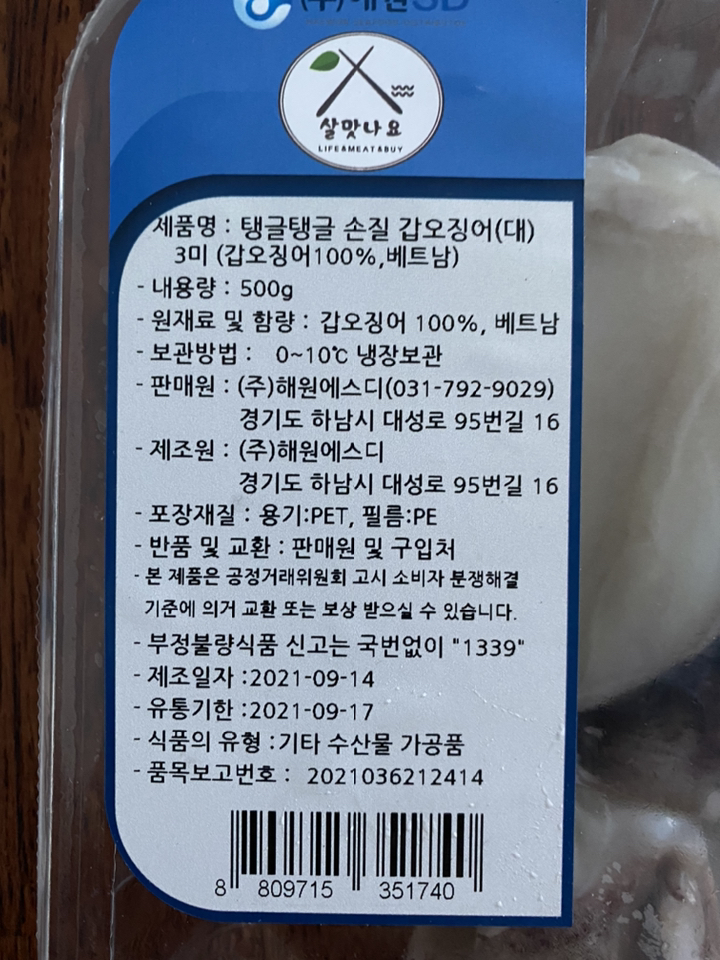 살맛나요
LIFE&MEAT&BUY
제품명 : 탱글탱글 손질 갑오징어(대)
3미 (갑오징어100%,베트남)
- 내용량 : 500g
- 원재료 및 함량 : 갑오징어 100%, 베트남
- 보관방법 : 0~10℃ 냉장보관
- 판매원 : (주)해원에스디(031-792-9029)
경기도 하남시 대성로 95번길 16
- 제조원 : (주)해원에스디
경기도 하남시 대성로 95번길 16
- 포장재질 : 용기:PET, 필름:PE
- 반품 및 교환 : 판매원 및 구입처
- 본 제품은 공정거래위원회 고시 소비자 분쟁해결
기준에 의거 교환 또는 보상 받으실 수 있습니다.
- 부정불량식품 신고는 국번없이 "1339"
- 제조일자 :2021-09-14
- 유통기한 :2021-09-17
- 식품의 유형 :기타 수산물 가공품
- 품목보고번호 : 2021036212414
8 809715 351740